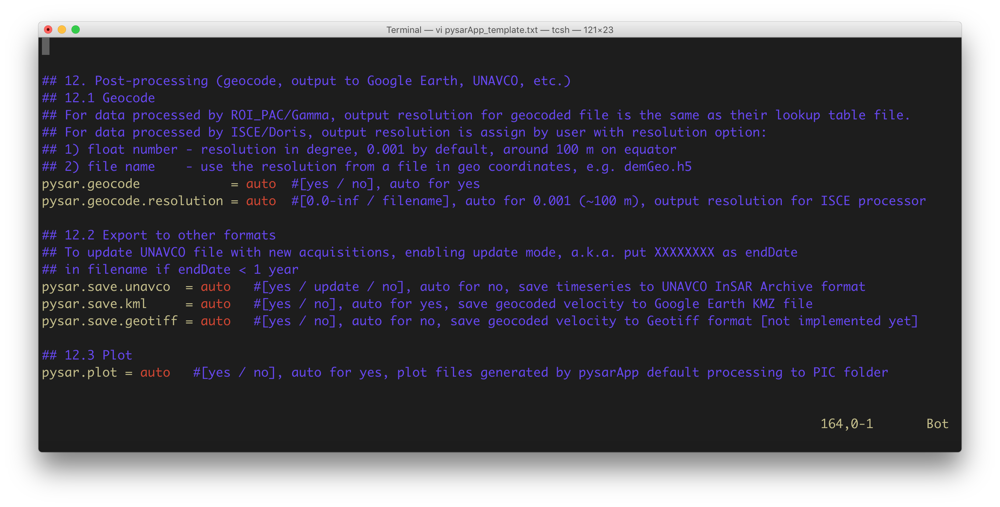 Terminal — vi pysarApp_template.txt — tcsh — 121×23
## 12. Post-processing (geocode, output to Google Earth, UNAVCO, etc.)
## 12.1 Geocode
## For data processed by ROI_PAC/Gamma, output resolution for geocoded file is the same as their lookup table file.
## For data processed by ISCE/Doris, output resolution is assign by user with resolution option:
## 1) float number - resolution in degree, 0.001 by default, around 100 m on equator
## 2) file name    - use the resolution from a file in geo coordinates, e.g. demGeo.h5
pysar.geocode            = auto  #[yes / no], auto for yes
pysar.geocode.resolution = auto  #[0.0-inf / filename], auto for 0.001 (~100 m), output resolution for ISCE processor
## 12.2 Export to other formats
## To update UNAVCO file with new acquisitions, enabling update mode, a.k.a. put XXXXXXXX as endDate
## in filename if endDate < 1 year
pysar.save.unavco  = auto   #[yes / update / no], auto for no, save timeseries to UNAVCO InSAR Archive format
pysar.save.kml     = auto   #[yes / no], auto for yes, save geocoded velocity to Google Earth KMZ file
pysar.save.geotiff = auto   #[yes / no], auto for no, save geocoded velocity to Geotiff format [not implemented yet]
## 12.3 Plot
pysar.plot = auto   #[yes / no], auto for yes, plot files generated by pysarApp default processing to PIC folder
164,0-1       Bot